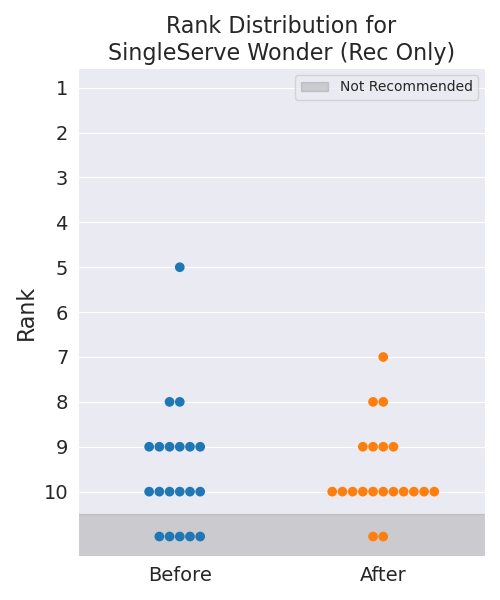 Rank Distribution for
SingleServe Wonder (Rec Only)
Not Recommended
1
2
3
4
5
6
7
8
9
10
Rank
Before
After